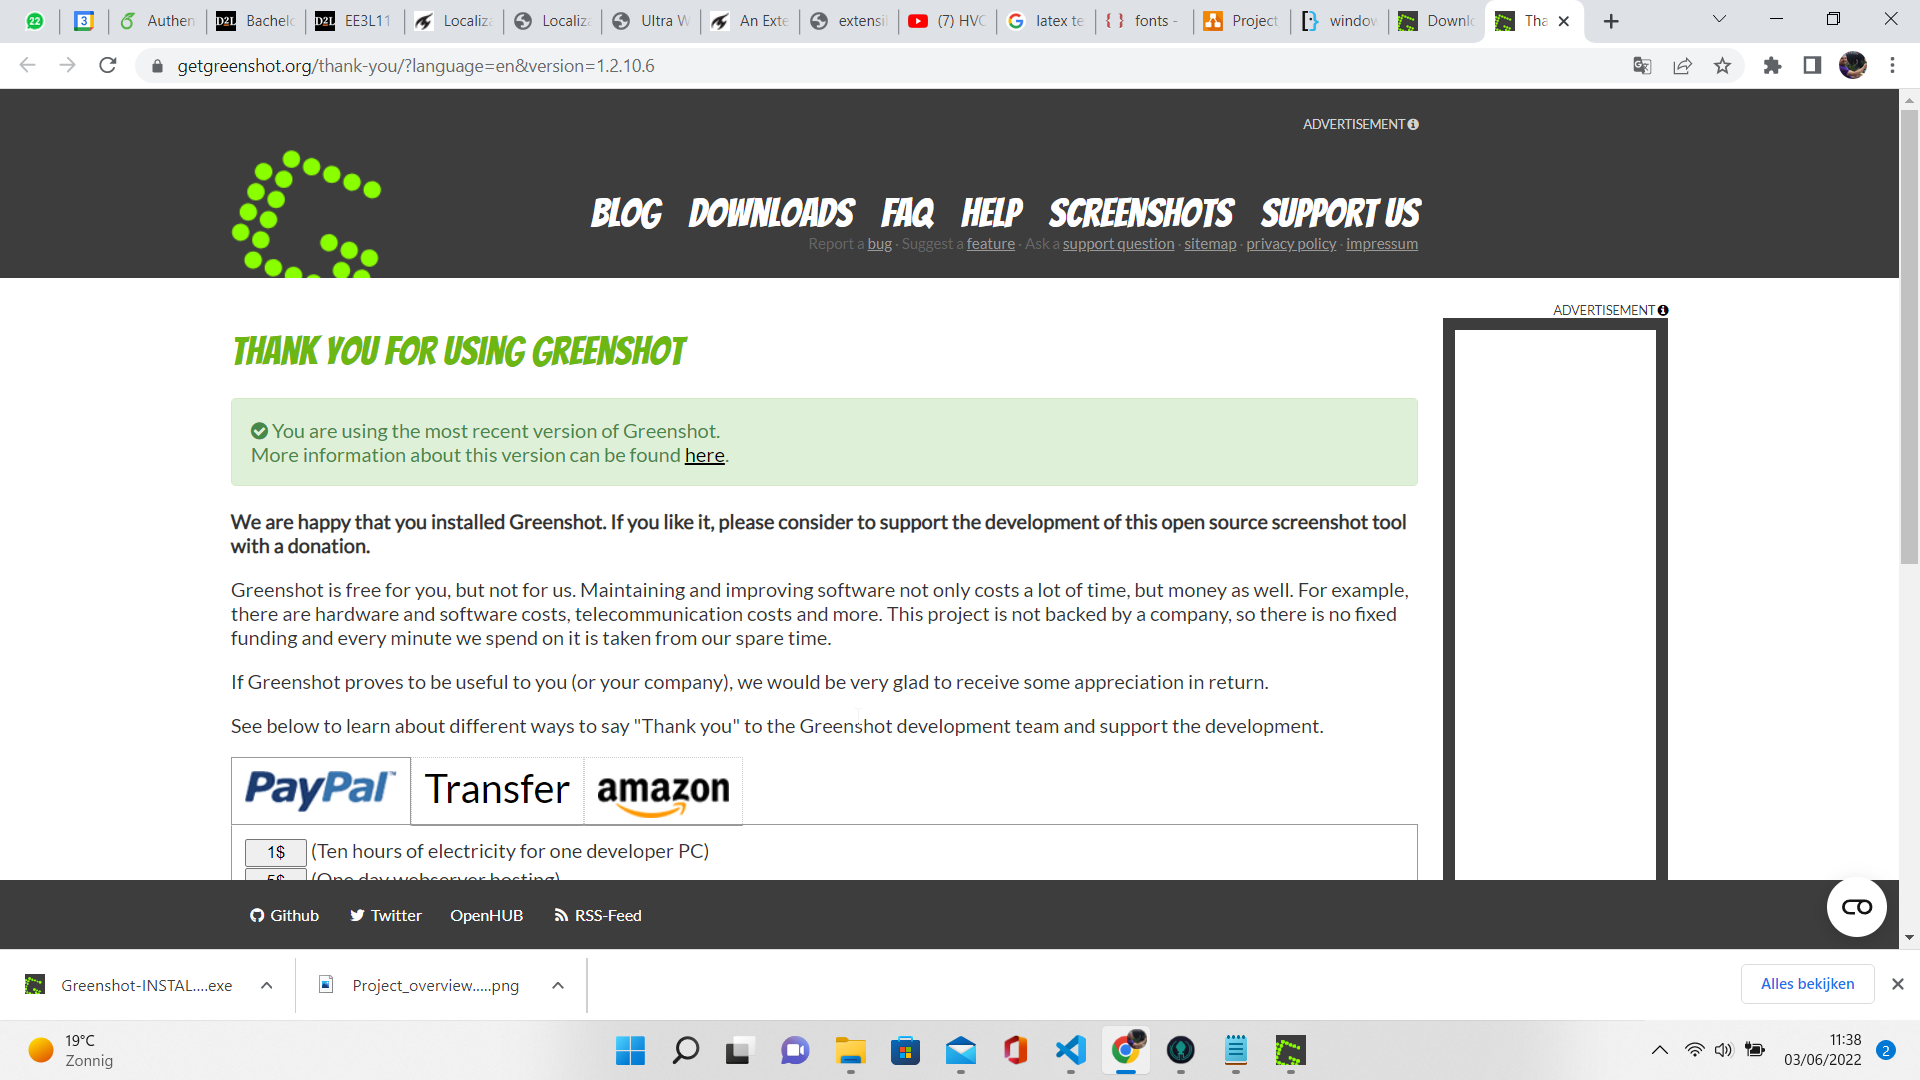 22
3
Authen
D2L Bachelo
D2L EE3L11
Localiza
Localiza
Ultra W
An Exte
extensil
(7) HVC
latex te
fonts -
Project
window
Downlo
Tha
getgreenshot.org/thank-you/?language=en&version=1.2.10.6
ADVERTISEMENT
BLOG DOWNLOADS FAQ HELP SCREENSHOTS SUPPORT US
Report a bug · Suggest a feature · Ask a support question · sitemap · privacy policy · impressum
ADVERTISEMENT
THANK YOU FOR USING GREENSHOT
You are using the most recent version of Greenshot.
More information about this version can be found here.
We are happy that you installed Greenshot. If you like it, please consider to support the development of this open source screenshot tool
with a donation.
Greenshot is free for you, but not for us. Maintaining and improving software not only costs a lot of time, but money as well. For example,
there are hardware and software costs, telecommunication costs and more. This project is not backed by a company, so there is no fixed
funding and every minute we spend on it is taken from our spare time.
If Greenshot proves to be useful to you (or your company), we would be very glad to receive some appreciation in return.
See below to learn about different ways to say "Thank you" to the Greenshot development team and support the development.
PayPal Transfer amazon
1$ (Ten hours of electricity for one developer PC)
5$ (One day webserver hosting)
Github Twitter OpenHUB RSS-Feed
Greenshot-INSTAL....exe
Project_overview.....png
Alles bekijken
19°C
Zonnig
11:38
03/06/2022
2